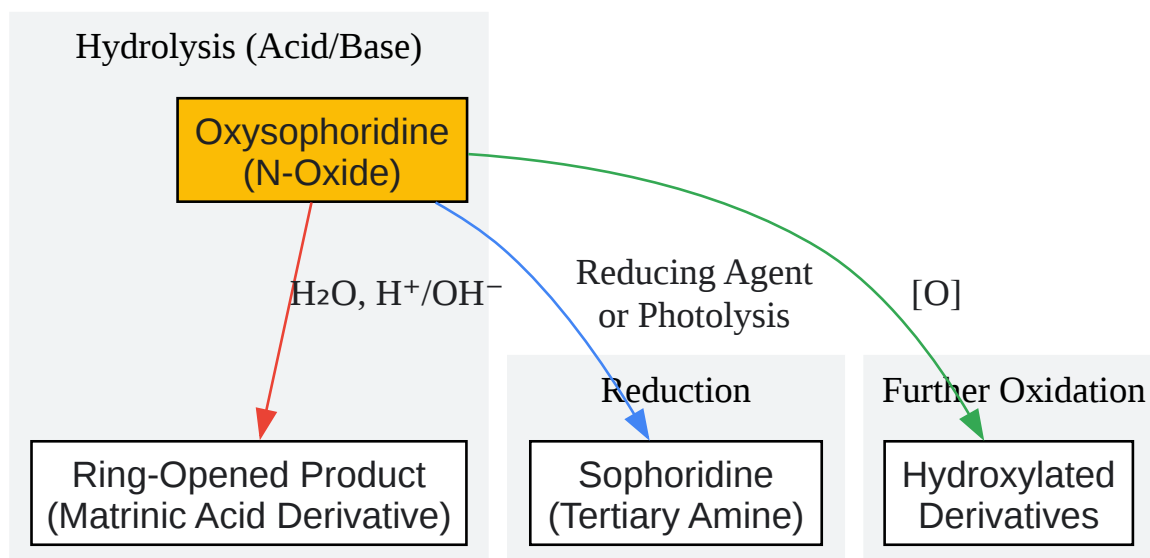 Hydrolysis (Acid/Base)
Oxysophoridine
(N-Oxide)
H₂O, H⁺/OH⁻
Reducing Agent
or Photolysis
[O]
Reduction
Further Oxidation
Ring-Opened Product
(Matrinic Acid Derivative)
Sophoridine
(Tertiary Amine)
Hydroxylated
Derivatives